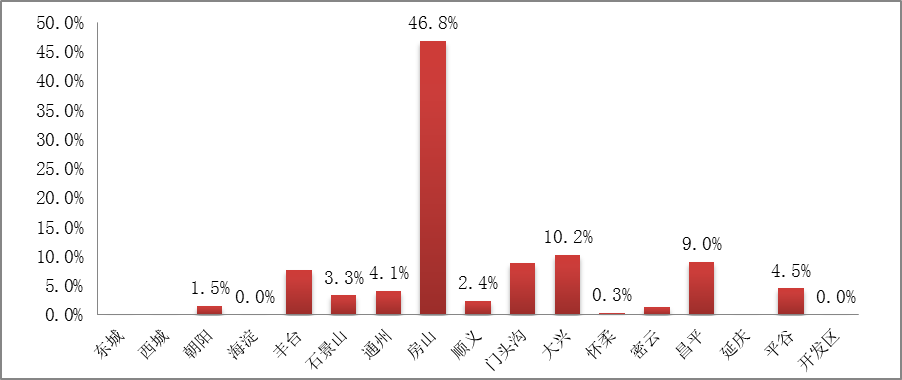 50.0%
45.0%
40.0%
35.0%
30.0%
25.0%
20.0%
15.0%
10.0%
5.0%
0.0%
1.5%
0.0%
3.3%
4.1%
46.8%
2.4%
10.2%
0.3%
9.0%
4.5%
0.0%
东城
西城
朝阳
海淀
丰台
石景山
通州
房山
顺义
门头沟
大兴
怀柔
密云
昌平
延庆
平谷
开发区